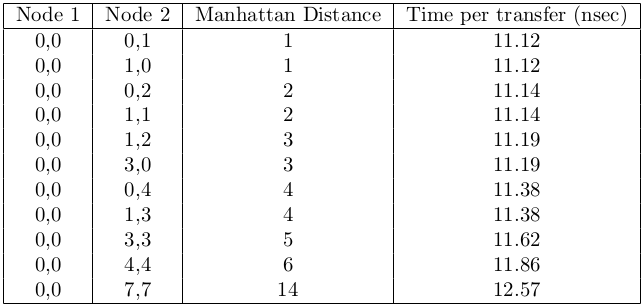 Node 1 Node 2 Manhattan Distance Time per transfer (nsec)
0,0 0,1 1 11.12
0,0 1,0 1 11.12
0,0 0,2 2 11.14
0,0 1,1 2 11.14
0,0 1,2 3 11.19
0,0 3,0 3 11.19
0,0 0,4 4 11.38
0,0 1,3 4 11.38
0,0 3,3 5 11.62
0,0 4,4 6 11.86
0,0 7,7 14 12.57